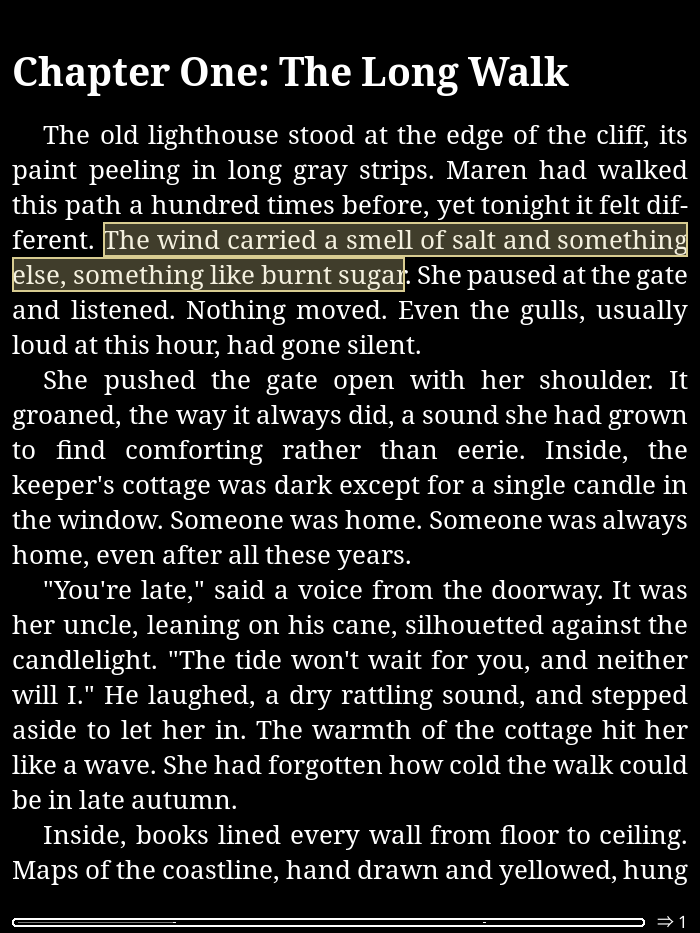 Chapter One: The Long Walk
The old lighthouse stood at the edge of the cliff, its
paint peeling in long gray strips. Maren had walked
this path a hundred times before, yet tonight it felt dif-
ferent. The wind carried a smell of salt and something
else, something like burnt sugar. She paused at the gate
and listened. Nothing moved. Even the gulls, usually
loud at this hour, had gone silent.
She pushed the gate open with her shoulder. It
groaned, the way it always did, a sound she had grown
to find comforting rather than eerie. Inside, the
keeper's cottage was dark except for a single candle in
the window. Someone was home. Someone was always
home, even after all these years.
"You're late," said a voice from the doorway. It was
her uncle, leaning on his cane, silhouetted against the
candlelight. "The tide won't wait for you, and neither
will I." He laughed, a dry rattling sound, and stepped
aside to let her in. The warmth of the cottage hit her
like a wave. She had forgotten how cold the walk could
be in late autumn.
Inside, books lined every wall from floor to ceiling.
Maps of the coastline, hand drawn and yellowed, hung
⇒ 1